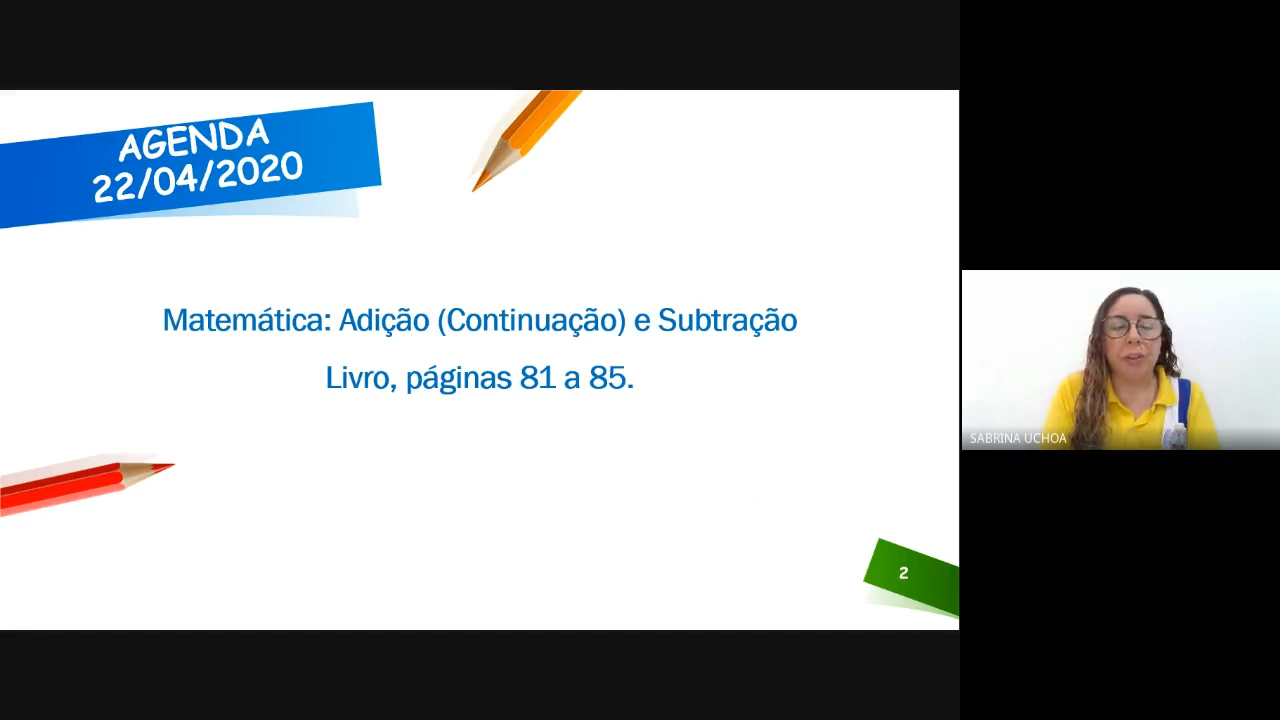 AGENDA
22/04/2020
Matemática: Adição (Continuação) e Subtração
Livro, páginas 81 a 85.
2
SABRINA UCHOA